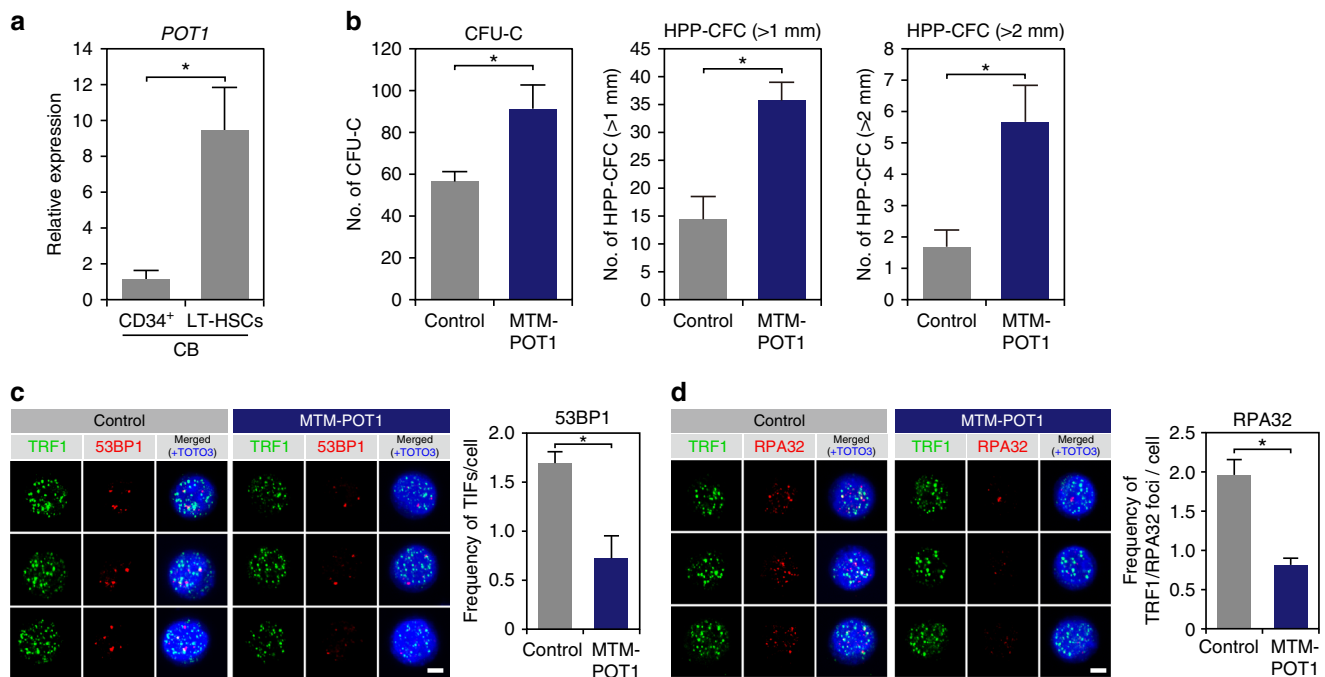 a
POT1
*
Relative expression
14
12
10
8
6
4
2
0
CD34+ LT-HSCs
CB
b
CFU-C
*
No. of CFU-C
120
100
80
60
40
20
0
Control
MTM-
POT1
HPP-CFC (>1 mm)
*
No. of HPP-CFC (>1 mm)
45
40
35
30
25
20
15
10
5
0
Control
MTM-
POT1
HPP-CFC (>2 mm)
*
No. of HPP-CFC (>2 mm)
8
7
6
5
4
3
2
1
0
Control
MTM-
POT1
c
Control
MTM-POT1
TRF1
53BP1
Merged
(+TOTO3)
TRF1
53BP1
Merged
(+TOTO3)
53BP1
*
Frequency of TIFs/cell
2.0
1.5
1.0
0.5
0
Control
MTM-
POT1
d
Control
MTM-POT1
TRF1
RPA32
Merged
(+TOTO3)
TRF1
RPA32
Merged
(+TOTO3)
RPA32
*
Frequency of
TRF1/RPA32 foci / cell
2.5
2.0
1.5
1.0
0.5
0
Control
MTM-
POT1